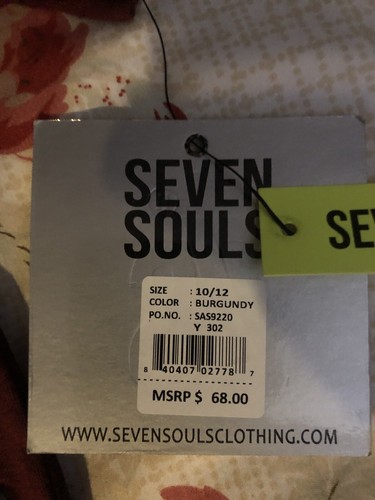 SEVEN
SOULS
SE
SIZE : 10/12
COLOR : BURGUNDY
PO.NO. : SAS9220
Y 302
8 40407 02778 7
MSRP $ 68.00
WWW.SEVENSOULSCLOTHING.COM